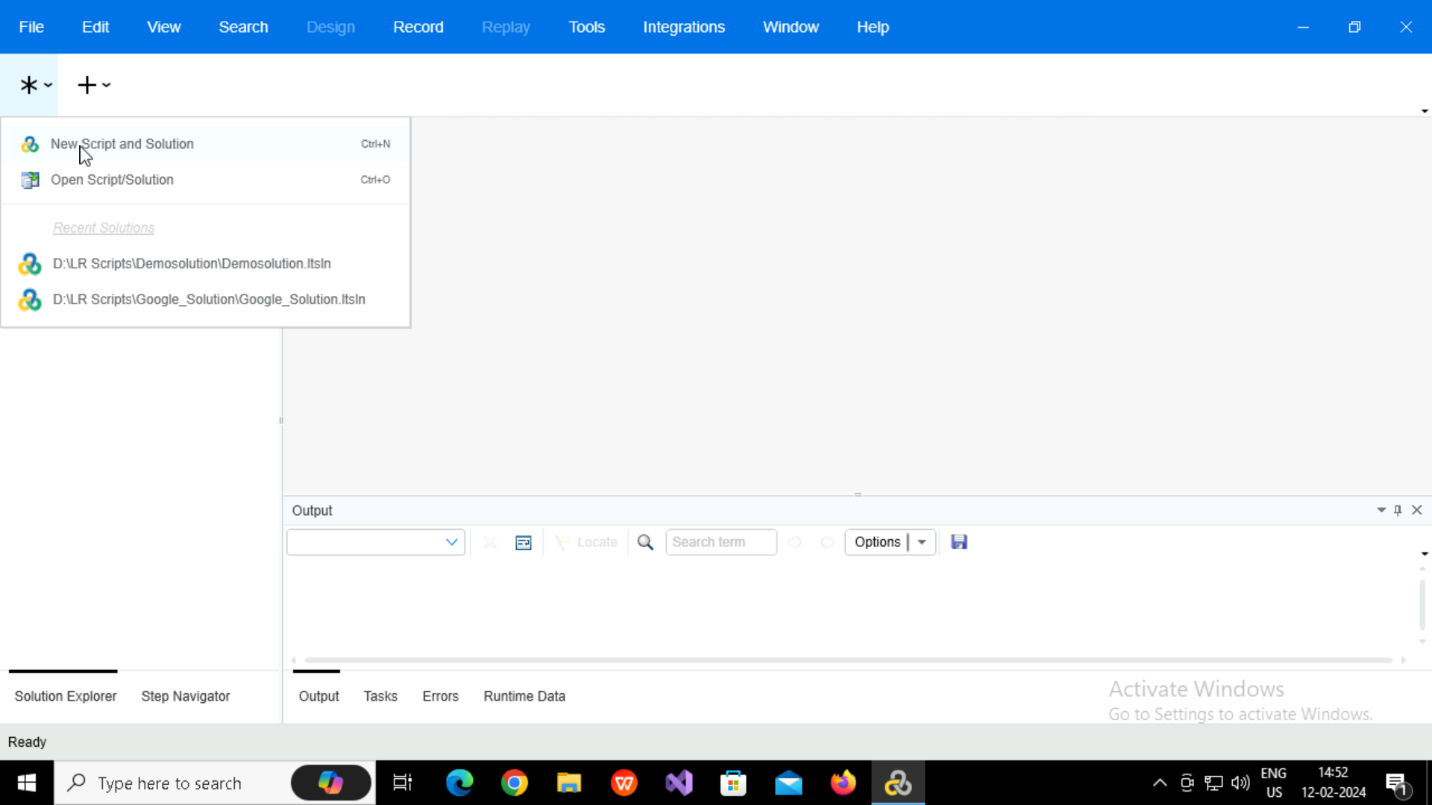 File Edit View Search Design Record Replay Tools Integrations Window Help
New Script and Solution Ctrl+N
Open Script/Solution Ctrl+O
Recent Solutions
D:\LR Scripts\Demosolution\Demosolution.ltsln
D:\LR Scripts\Google_Solution\Google_Solution.ltsln
Output
Locate Search term Options
Solution Explorer Step Navigator Output Tasks Errors Runtime Data
Activate Windows
Go to Settings to activate Windows.
Ready
Type here to search
ENG 14:52
US 12-02-2024 1